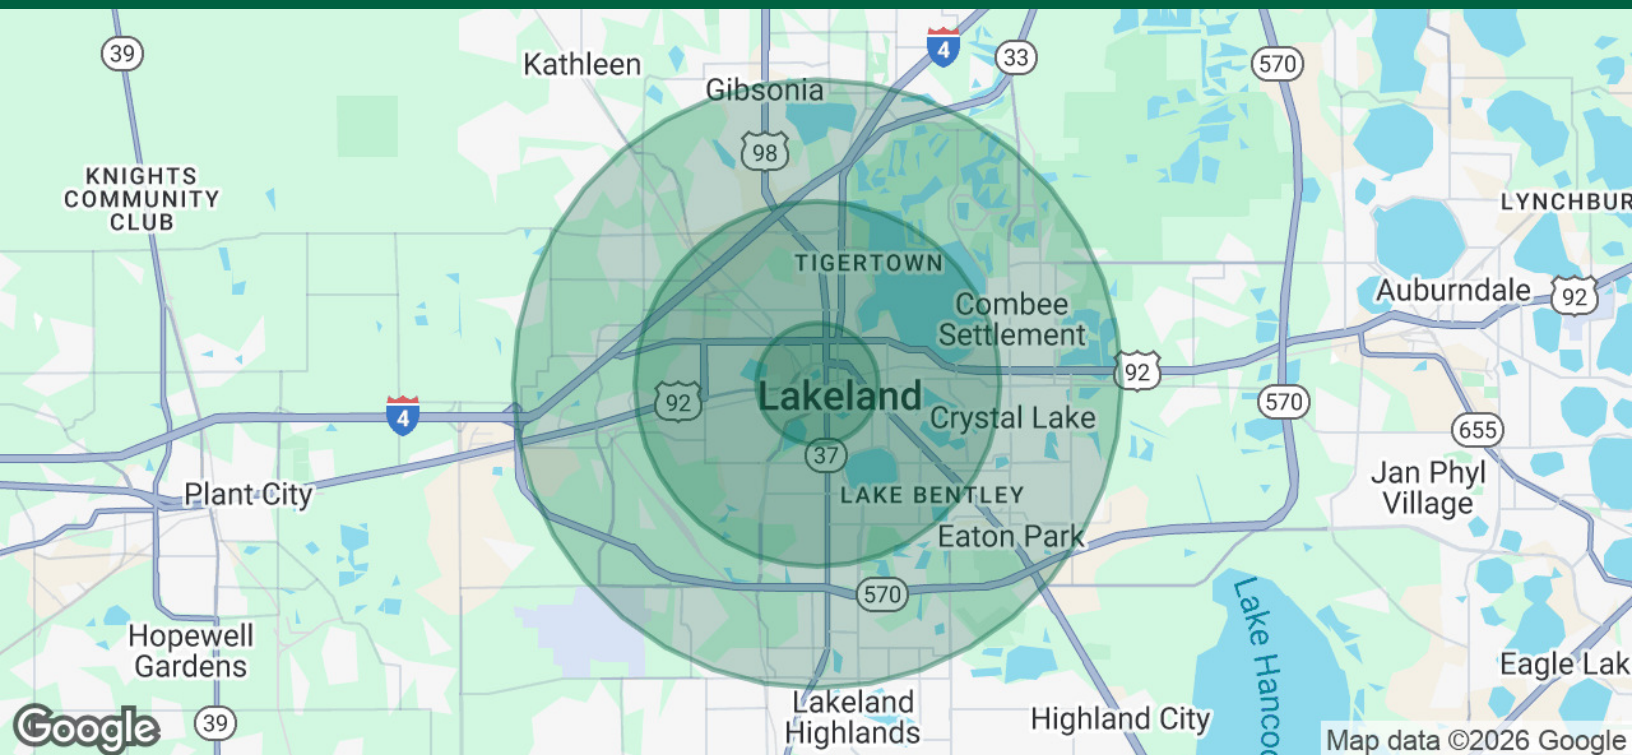 39
Kathleen
4
33
570
Gibsonia
98
KNIGHTS
COMMUNITY
CLUB
LYNCHBUR
TIGERTOWN
Combee
Settlement
Auburndale
92
92
92
Lakeland
570
4
Crystal Lake
655
37
Plant City
LAKE BENTLEY
Jan Phyl
Village
Eaton Park
570
Lake Hanco
Hopewell
Gardens
Eagle Lak
Lakeland
Highlands
Highland City
39
Google
Map data ©2026 Google